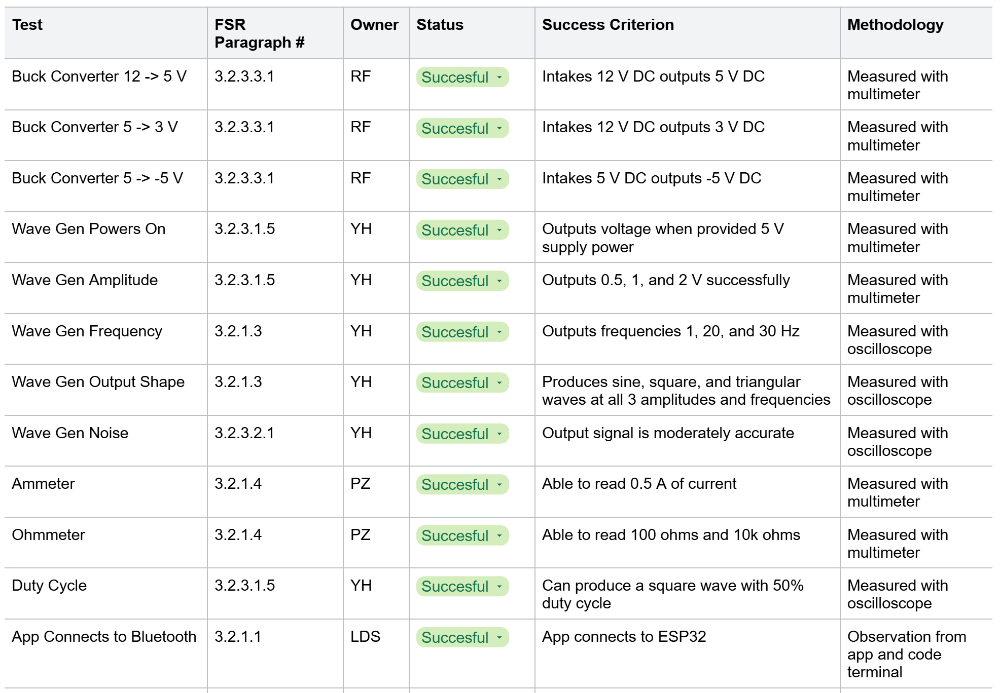 Test FSR Paragraph # Owner Status Success Criterion Methodology
Buck Converter 12 -> 5 V 3.2.3.3.1 RF Succesful Intakes 12 V DC outputs 5 V DC Measured with multimeter
Buck Converter 5 -> 3 V 3.2.3.3.1 RF Succesful Intakes 12 V DC outputs 3 V DC Measured with multimeter
Buck Converter 5 -> -5 V 3.2.3.3.1 RF Succesful Intakes 5 V DC outputs -5 V DC Measured with multimeter
Wave Gen Powers On 3.2.3.1.5 YH Succesful Outputs voltage when provided 5 V supply power Measured with multimeter
Wave Gen Amplitude 3.2.3.1.5 YH Succesful Outputs 0.5, 1, and 2 V successfully Measured with multimeter
Wave Gen Frequency 3.2.1.3 YH Succesful Outputs frequencies 1, 20, and 30 Hz Measured with oscilloscope
Wave Gen Output Shape 3.2.1.3 YH Succesful Produces sine, square, and triangular waves at all 3 amplitudes and frequencies Measured with oscilloscope
Wave Gen Noise 3.2.3.2.1 YH Succesful Output signal is moderately accurate Measured with oscilloscope
Ammeter 3.2.1.4 PZ Succesful Able to read 0.5 A of current Measured with multimeter
Ohmmeter 3.2.1.4 PZ Succesful Able to read 100 ohms and 10k ohms Measured with multimeter
Duty Cycle 3.2.3.1.5 YH Succesful Can produce a square wave with 50% duty cycle Measured with oscilloscope
App Connects to Bluetooth 3.2.1.1 LDS Succesful App connects to ESP32 Observation from app and code terminal